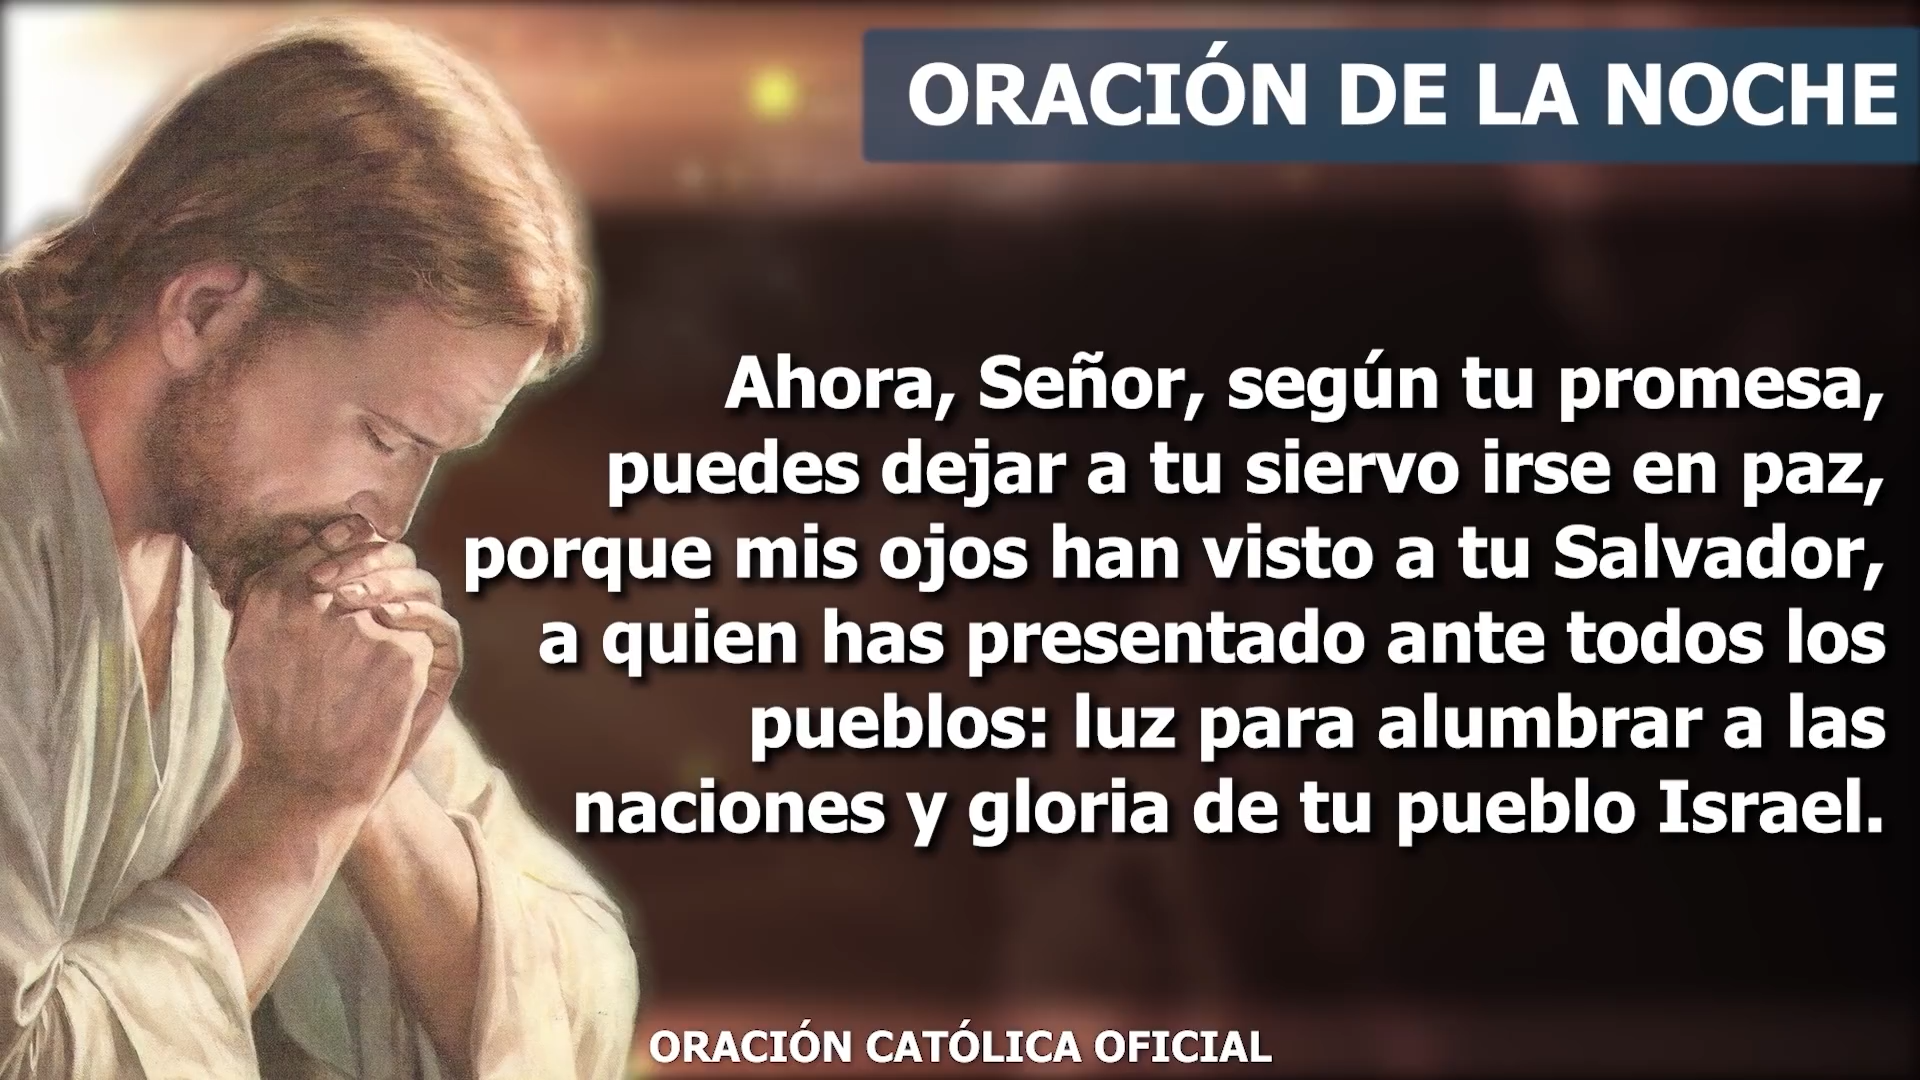 ORACIÓN DE LA NOCHE
Ahora, Señor, según tu promesa,
puedes dejar a tu siervo irse en paz,
porque mis ojos han visto a tu Salvador,
a quien has presentado ante todos los
pueblos: luz para alumbrar a las
naciones y gloria de tu pueblo Israel.
ORACIÓN CATÓLICA OFICIAL